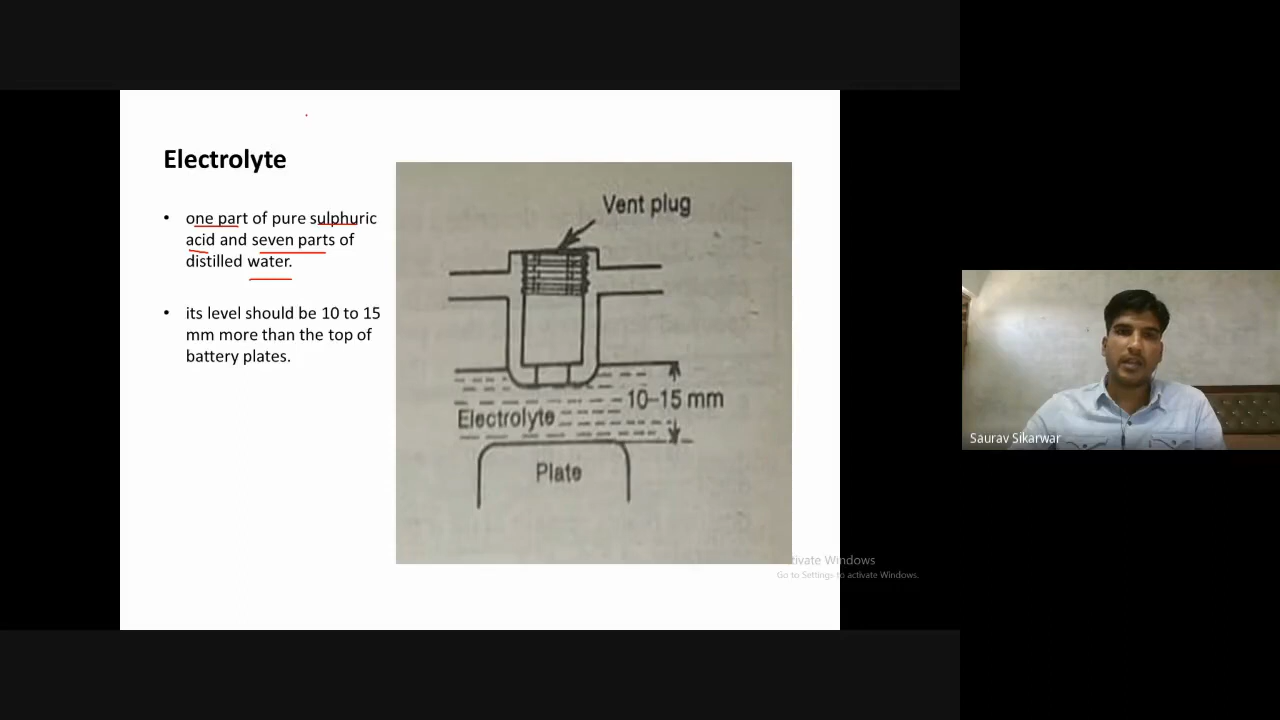 Electrolyte
• one part of pure sulphuric
acid and seven parts of
distilled water.
• its level should be 10 to 15
mm more than the top of
battery plates.
Vent plug
10–15 mm
Electrolyte
Plate
Saurav Sikarwar
tivate Windows
Go to Settings to activate Windows.